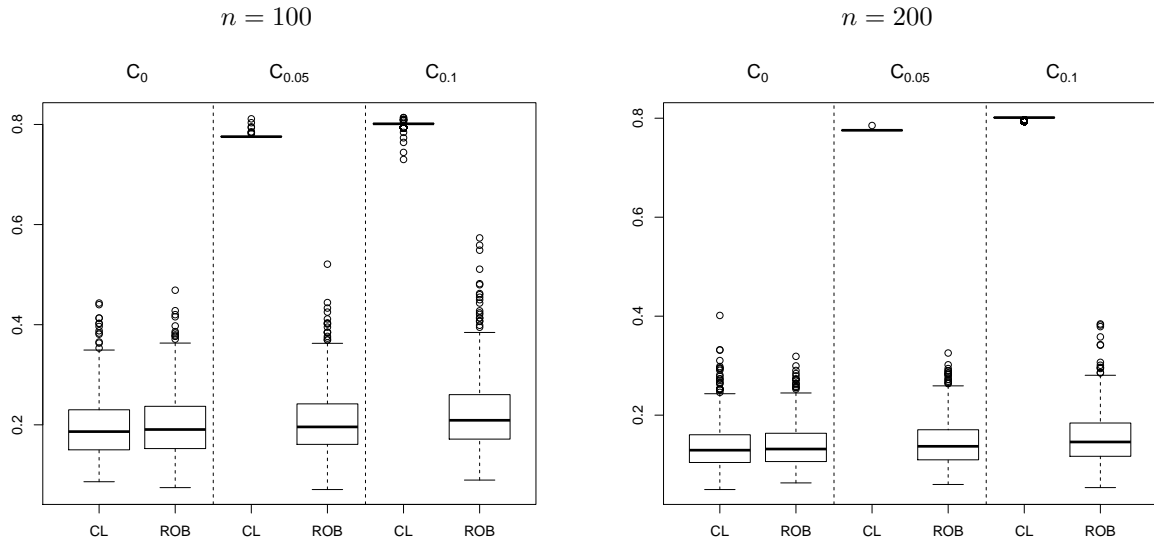 n = 100
n = 200
C0 C0.05 C0.1
C0 C0.05 C0.1
0.8
0.6
0.4
0.2
0.8
0.6
0.4
0.2
CL ROB CL ROB CL ROB
CL ROB CL ROB CL ROB